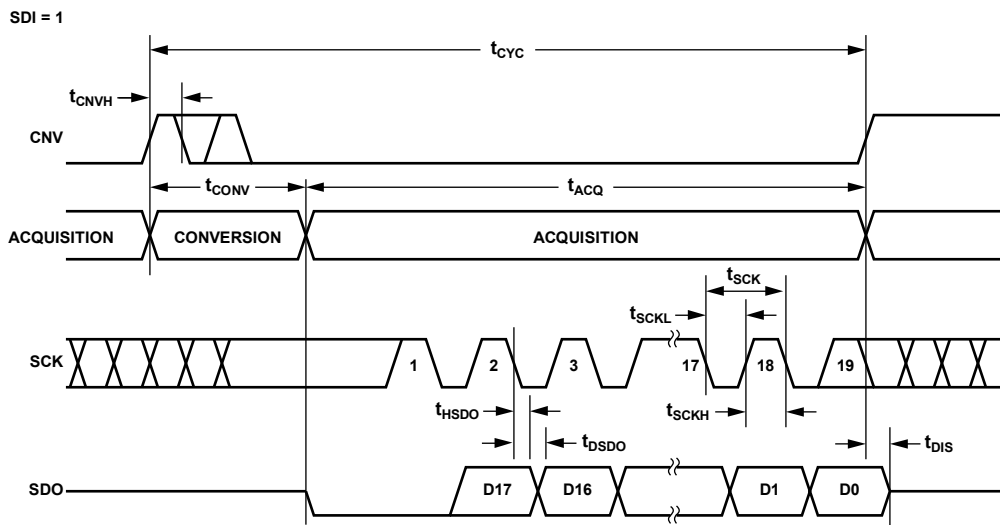 SDI = 1
tCYC
tCNVH
CNV
tCONV
tACQ
ACQUISITION
CONVERSION
ACQUISITION
tSCK
tSCKL
SCK
1
2
3
17
18
19
tHSDO
tSCKH
tDSDO
tDIS
SDO
D17
D16
D1
D0